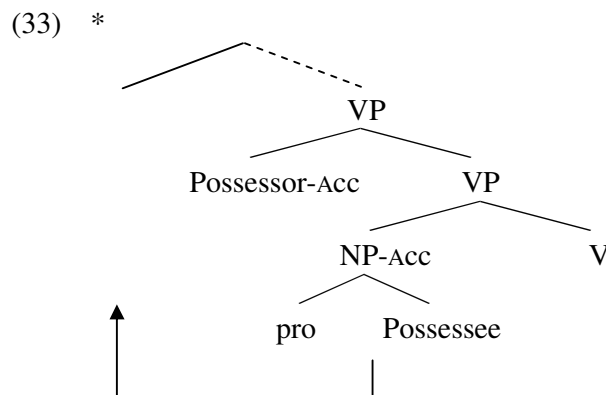 (33) *
VP
Possessor-Acc VP
NP-Acc V
pro Possessee